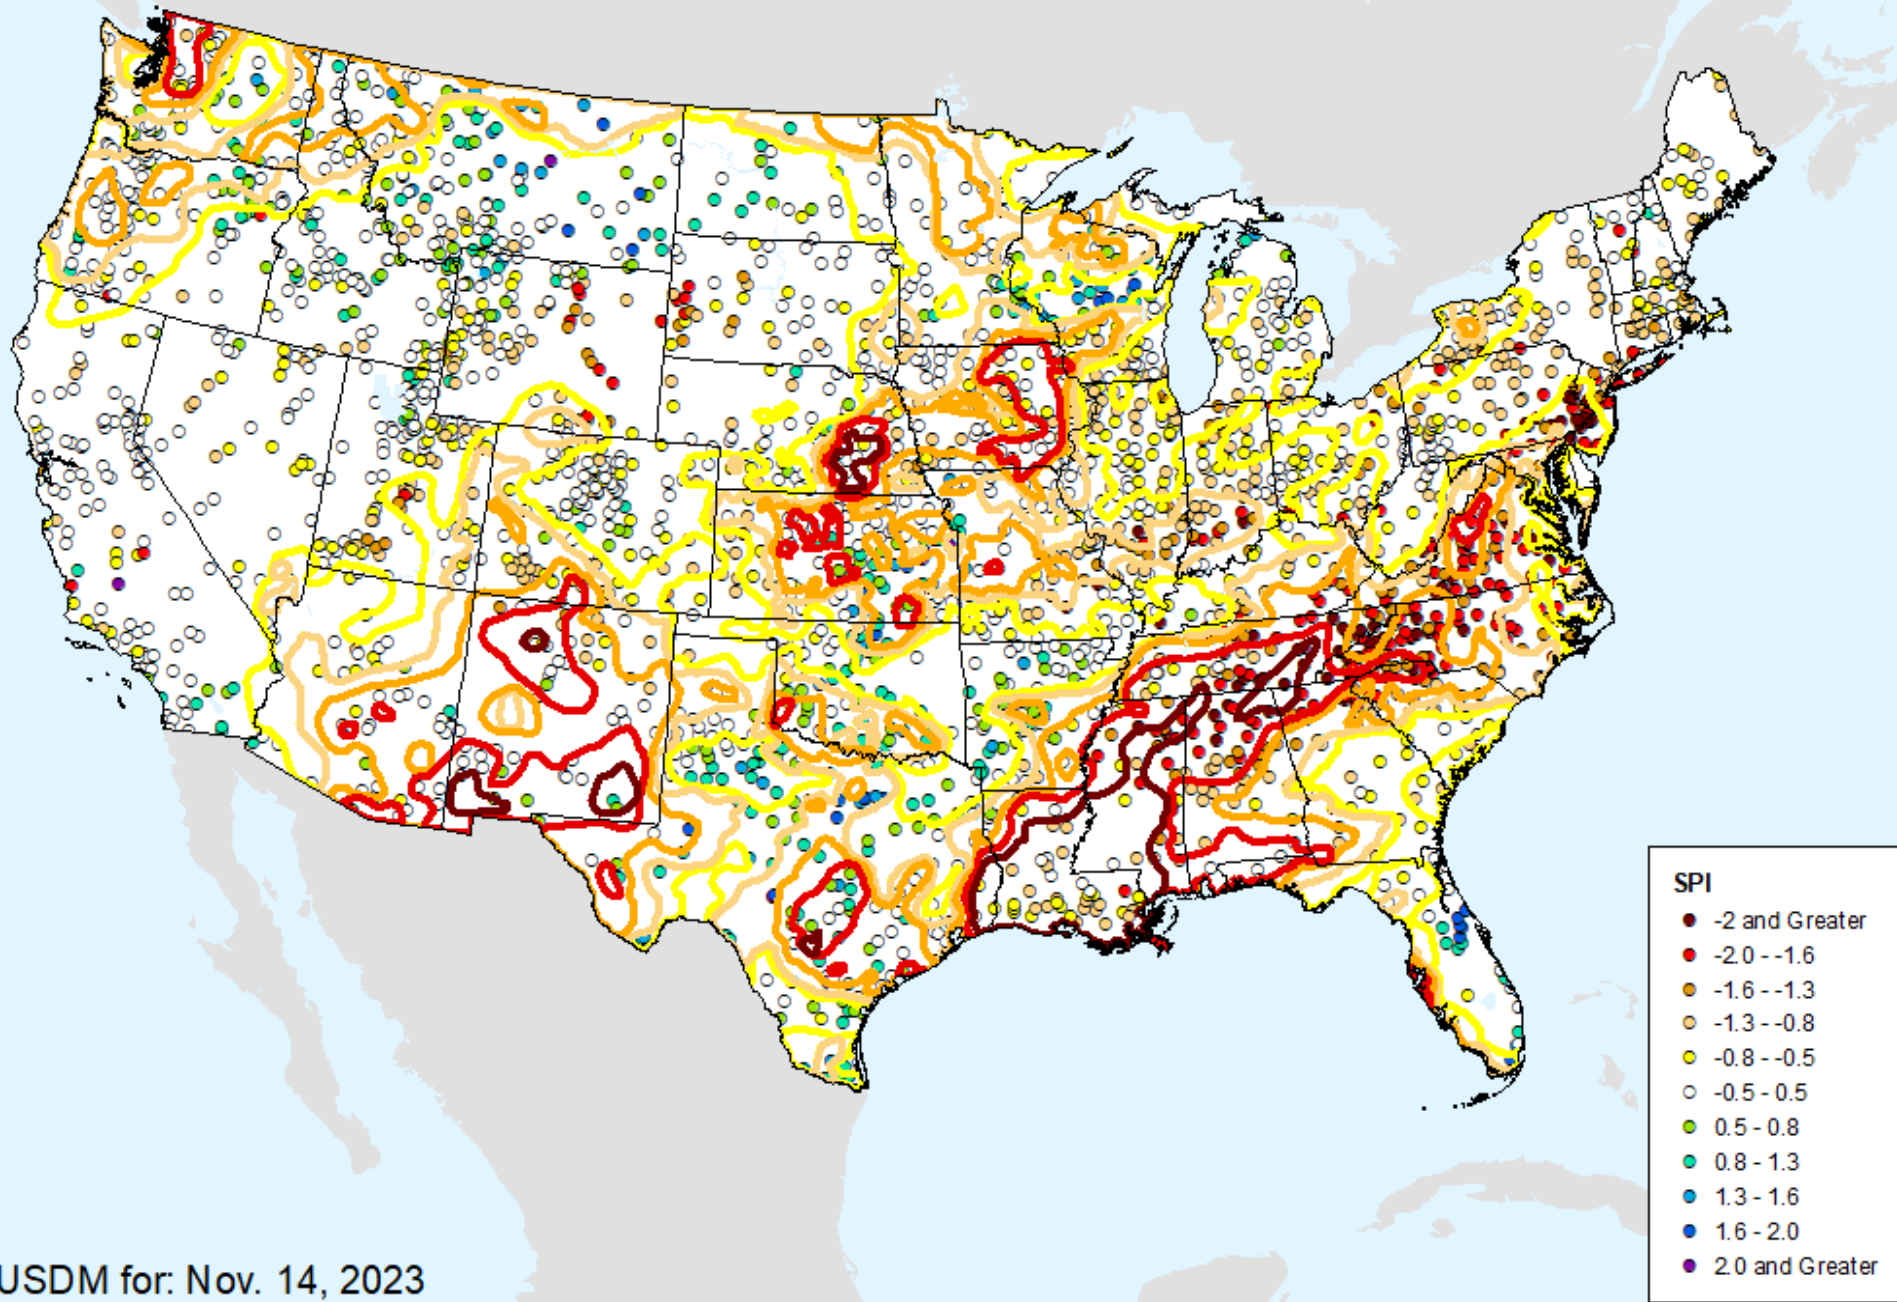 SPI
-2 and Greater
-2.0 - -1.6
-1.6 - -1.3
-1.3 - -0.8
-0.8 - -0.5
-0.5 - 0.5
0.5 - 0.8
0.8 - 1.3
1.3 - 1.6
1.6 - 2.0
2.0 and Greater
USDM for: Nov. 14, 2023